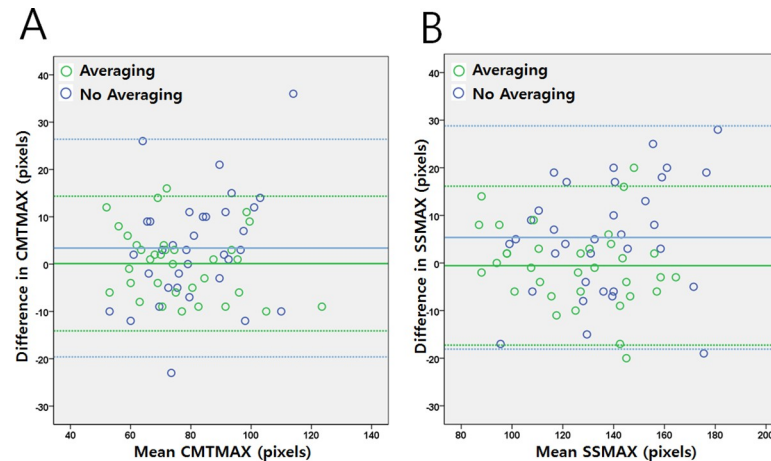 A
Averaging
No Averaging
Difference in CMTMAX (pixels)
40
30
20
10
0
-10
-20
-30
40
60
80
100
120
140
Mean CMTMAX (pixels)
B
Averaging
No Averaging
Difference in SSMAX (pixels)
40
30
20
10
0
-10
-20
-30
80
100
120
140
160
180
200
Mean SSMAX (pixels)